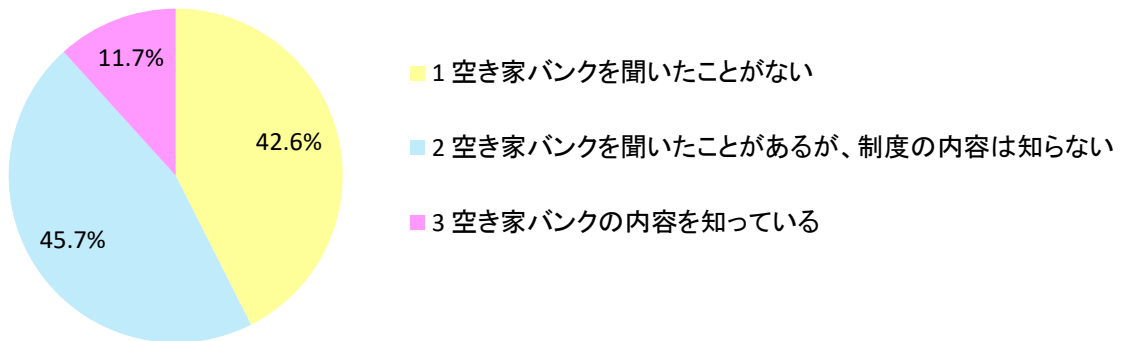 11.7%
42.6%
45.7%
1 空き家バンクを聞いたことがない
2 空き家バンクを聞いたことがあるが、制度の内容は知らない
3 空き家バンクの内容を知っている